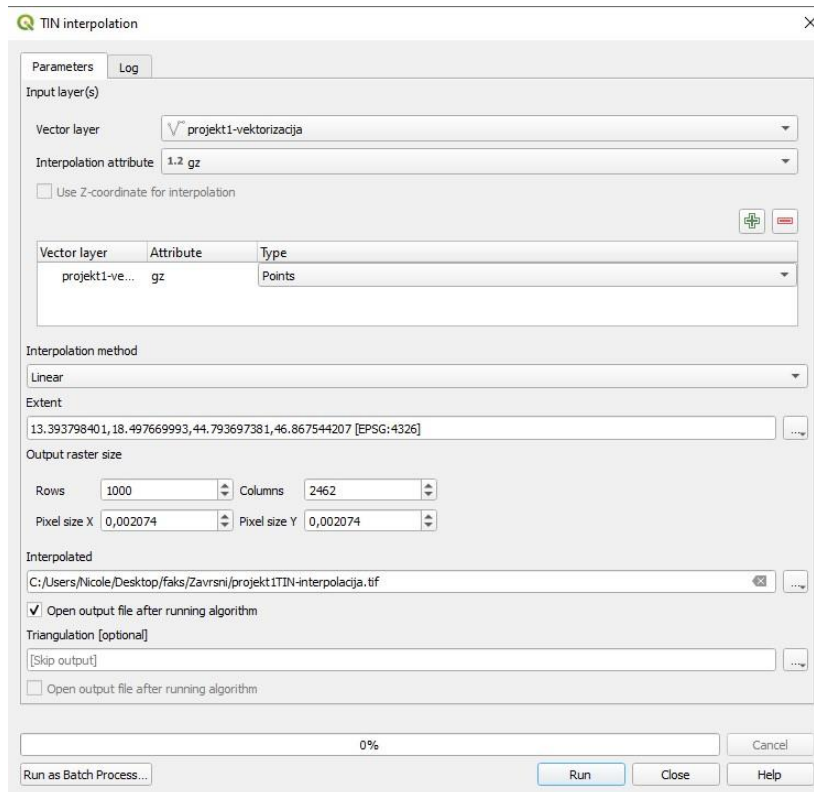 TIN interpolation
Parameters Log
Input layer(s)
Vector layer projekt1-vektorizacija
Interpolation attribute 1.2 gz
Use Z-coordinate for interpolation
Vector layer Attribute Type
projekt1-ve... gz Points
Interpolation method
Linear
Extent
13.393798401,18.497669993,44.793697381,46.867544207 [EPSG:4326]
...
Output raster size
Rows 1000 Columns 2462
Pixel size X 0,002074 Pixel size Y 0,002074
Interpolated
C:/Users/Nicole/Desktop/faks/Zavrsni/projekt1TIN-interpolacija.tif
...
Open output file after running algorithm
Triangulation [optional]
[Skip output]
...
Open output file after running algorithm
0% Cancel
Run as Batch Process... Run Close Help